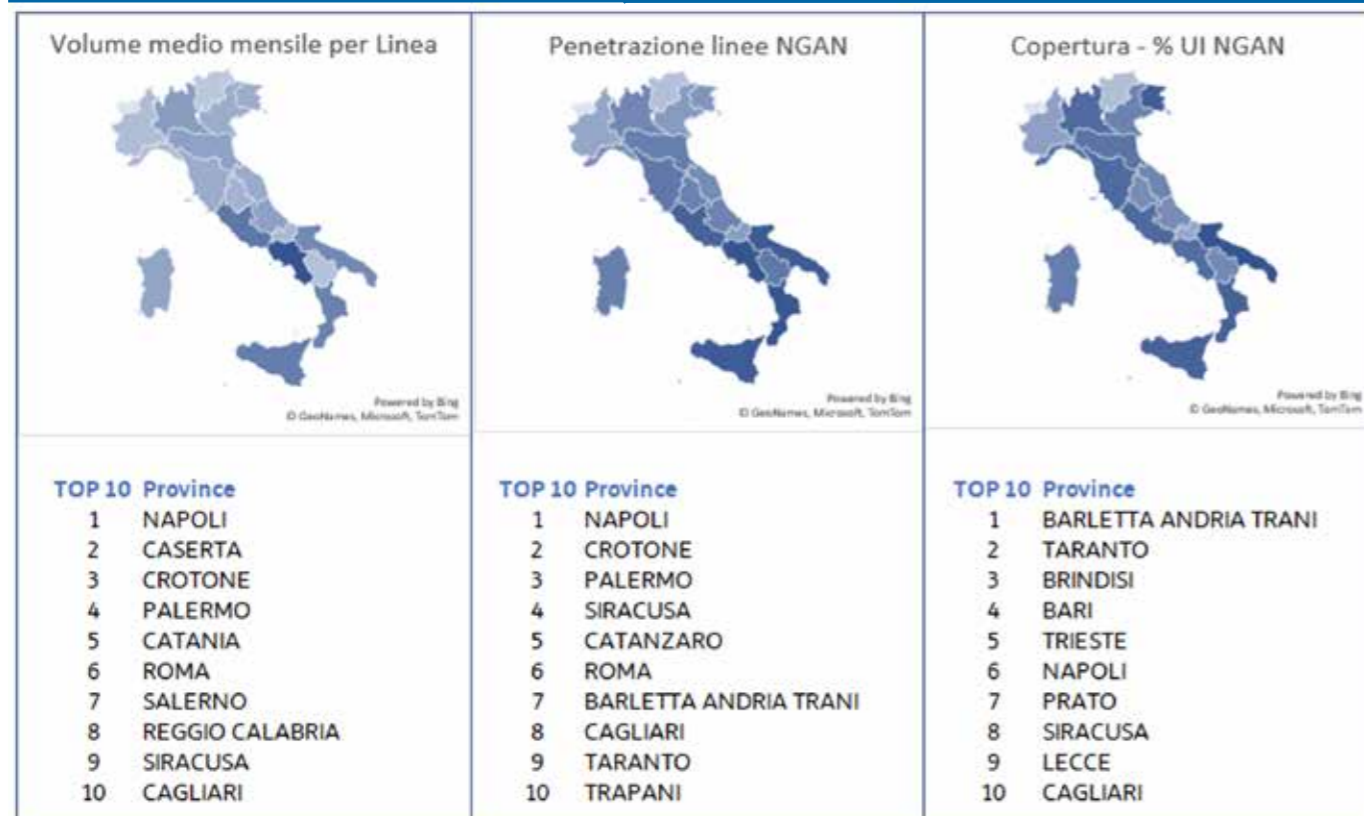 Volume medio mensile per Linea
Powered by Bing
© GeoNames, Microsoft, TomTom
TOP 10 Province
1 NAPOLI
2 CASERTA
3 CROTONE
4 PALERMO
5 CATANIA
6 ROMA
7 SALERNO
8 REGGIO CALABRIA
9 SIRACUSA
10 CAGLIARI
Penetrazione linee NGAN
Powered by Bing
© GeoNames, Microsoft, TomTom
TOP 10 Province
1 NAPOLI
2 CROTONE
3 PALERMO
4 SIRACUSA
5 CATANZARO
6 ROMA
7 BARLETTA ANDRIA TRANI
8 CAGLIARI
9 TARANTO
10 TRAPANI
Copertura - % UI NGAN
Powered by Bing
© GeoNames, Microsoft, TomTom
TOP 10 Province
1 BARLETTA ANDRIA TRANI
2 TARANTO
3 BRINDISI
4 BARI
5 TRIESTE
6 NAPOLI
7 PRATO
8 SIRACUSA
9 LECCE
10 CAGLIARI